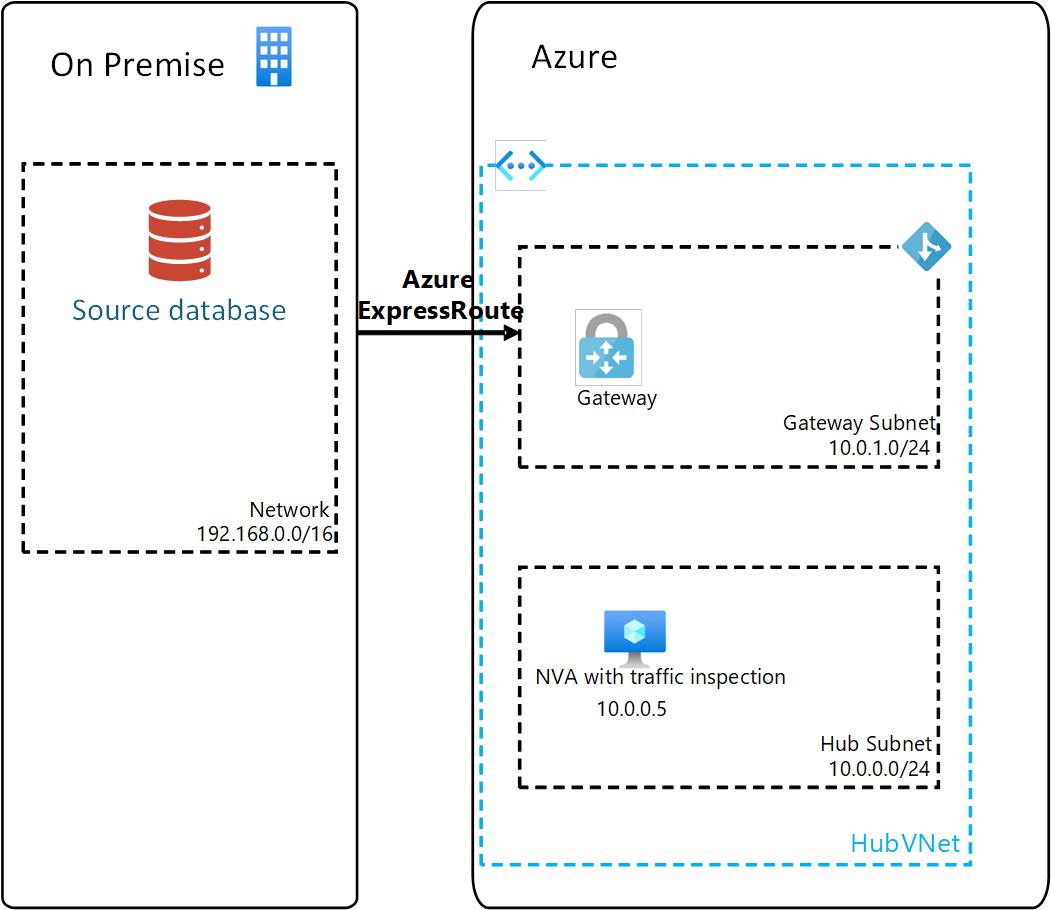 On Premise
Source database
Network
192.168.0.0/16
Azure
ExpressRoute
Azure
Gateway
Gateway Subnet
10.0.1.0/24
NVA with traffic inspection
10.0.0.5
Hub Subnet
10.0.0.0/24
HubVNet